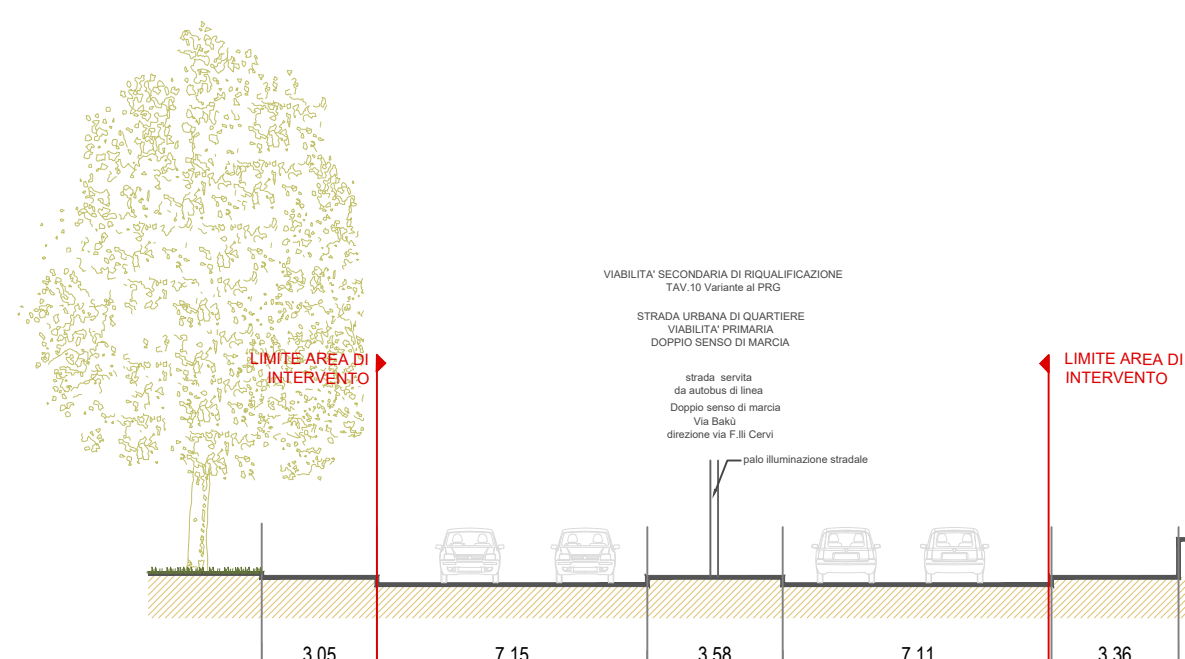 VIABILITA' SECONDARIA DI RIQUALIFICAZIONE
TAV.10 Variante al PRG
STRADA URBANA DI QUARTIERE
VIABILITA' PRIMARIA
DOPPIO SENSO DI MARCIA
LIMITE AREA DI
INTERVENTO
LIMITE AREA DI
INTERVENTO
strada servita
da autobus di linea
Doppio senso di marcia
Via Bakù
direzione via F.lli Cervi
palo illuminazione stradale
3.05
7.15
3.58
7.11
3.36